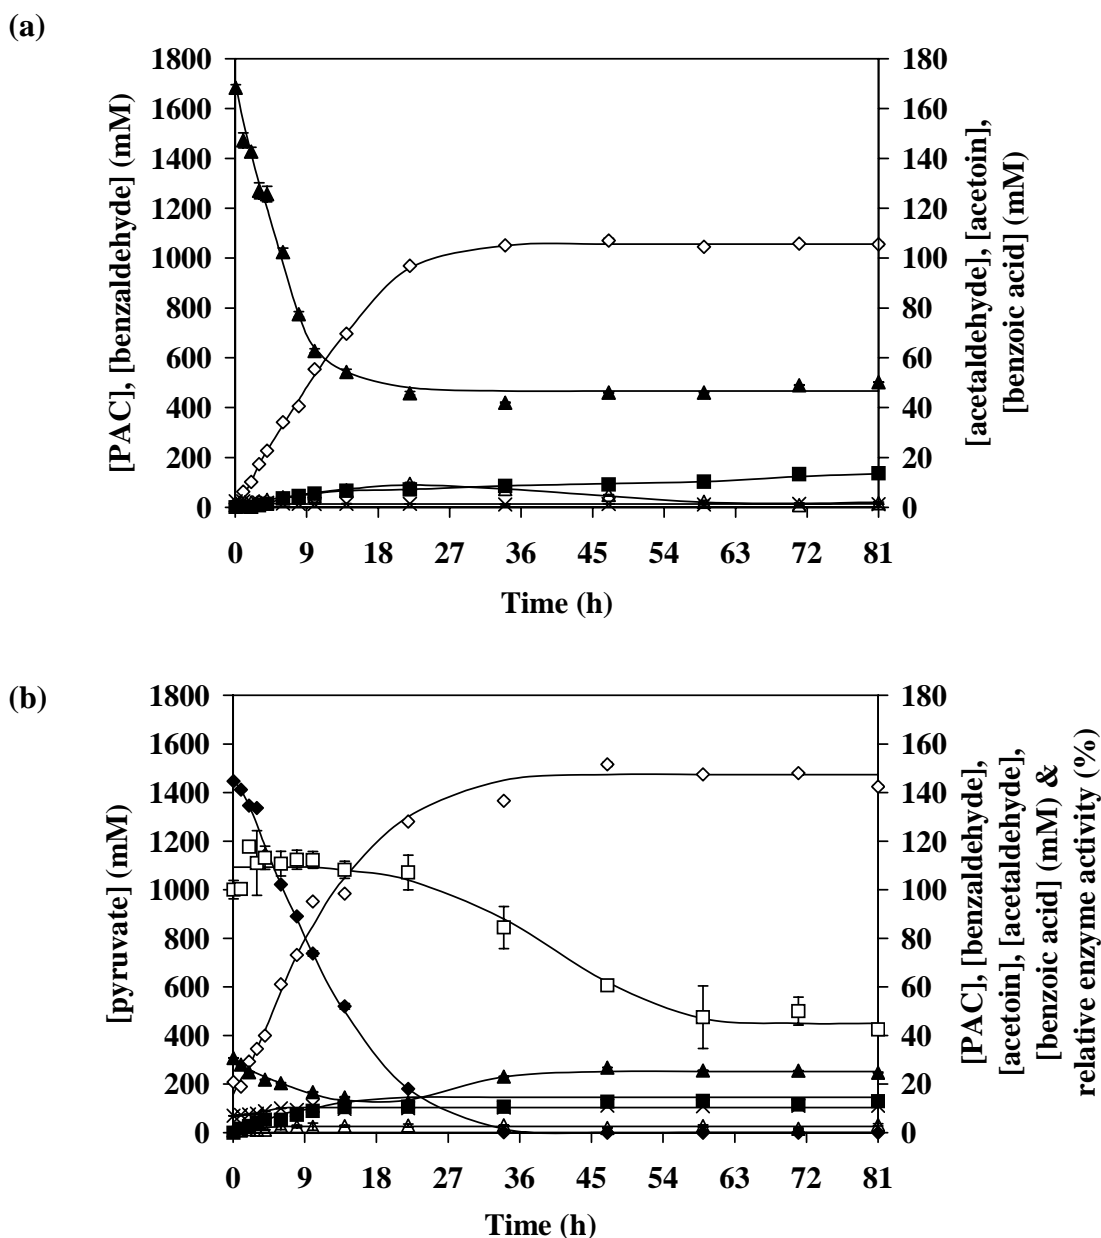 (a)
1800
1600
1400
1200
1000
800
600
400
200
0
[PAC], [benzaldehyde] (mM)
180
160
140
120
100
80
60
40
20
0
[acetaldehyde], [acetoin],
[benzoic acid] (mM)
0 9 18 27 36 45 54 63 72 81
Time (h)
(b)
1800
1600
1400
1200
1000
800
600
400
200
0
[pyruvate] (mM)
180
160
140
120
100
80
60
40
20
0
[PAC], [benzaldehyde],
[acetoin], [acetaldehyde],
[benzoic acid] (mM) &
relative enzyme activity (%)
0 9 18 27 36 45 54 63 72 81
Time (h)